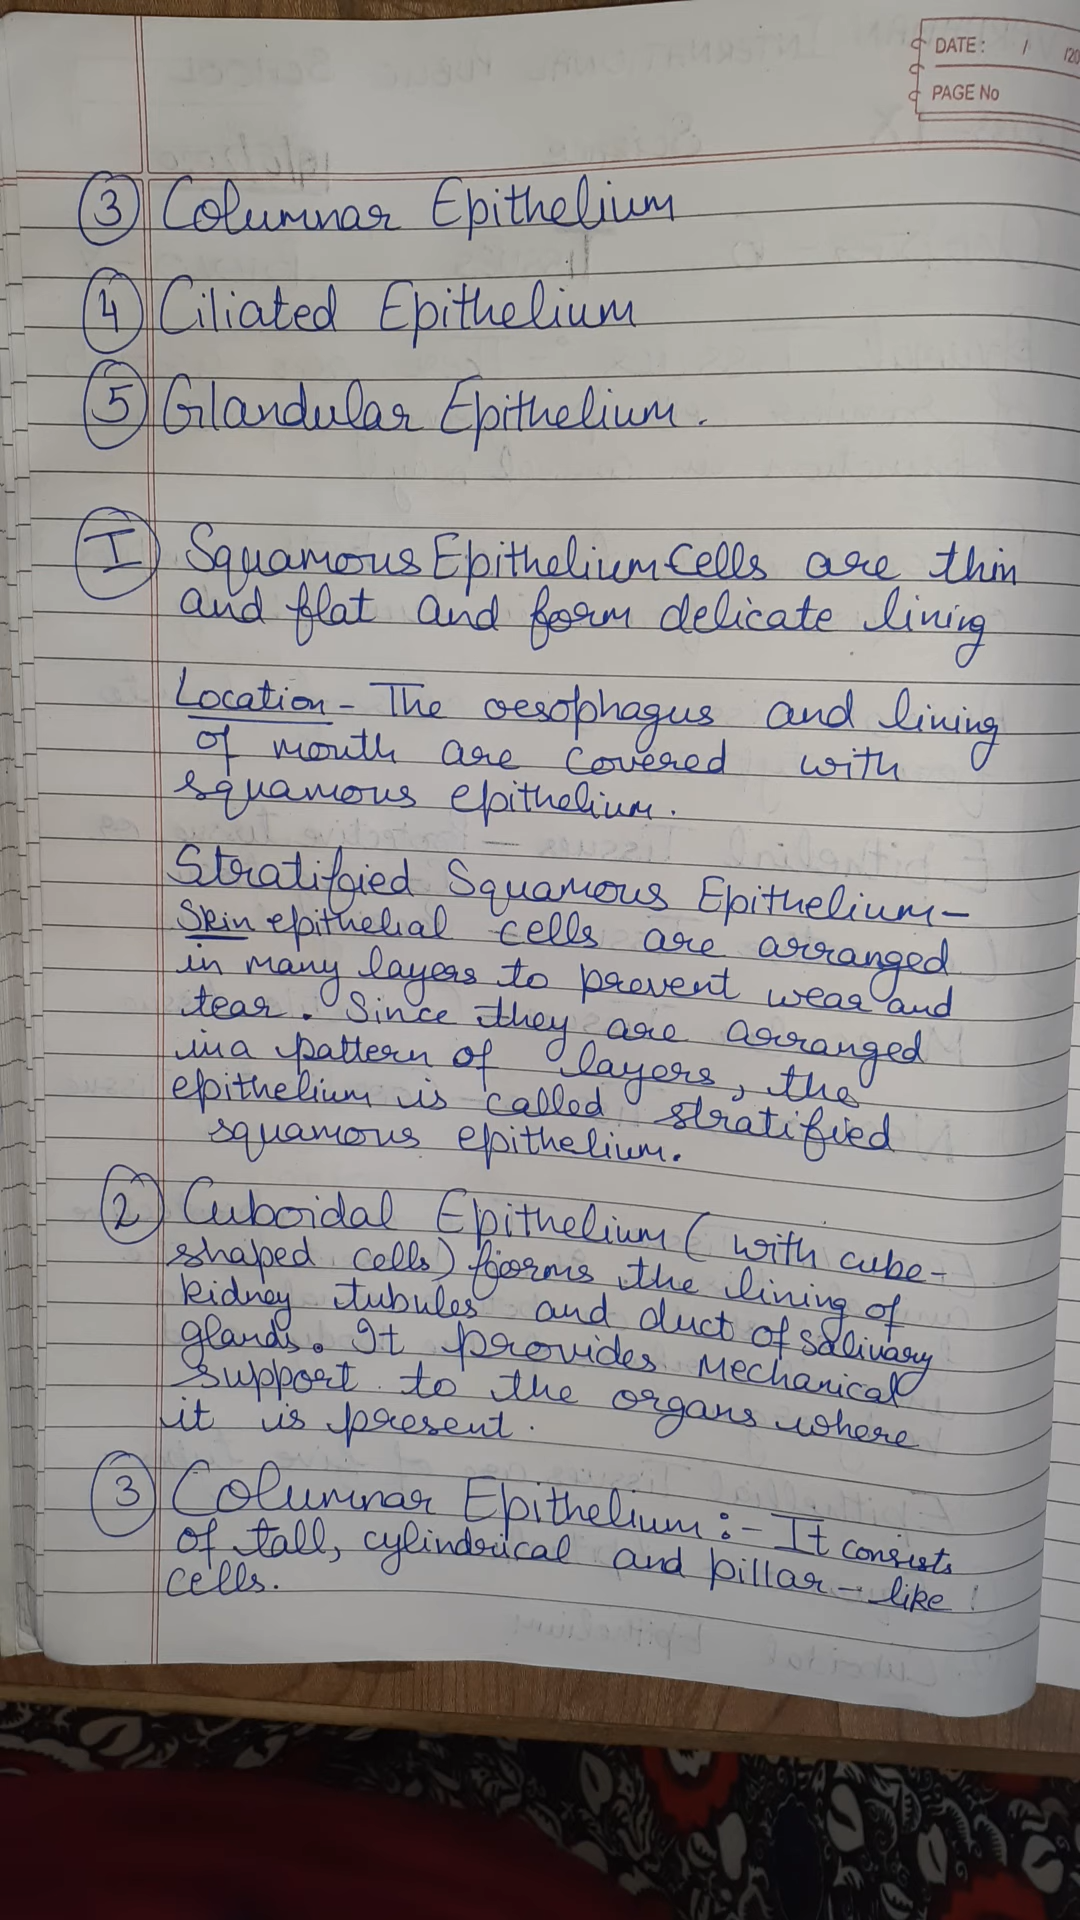 DATE: / /20
PAGE No
③ Columnar Epithelium
④ Ciliated Epithelium
⑤ Glandular Epithelium.
Ⓘ Squamous Epithelium Cells are thin
and flat and form delicate lining
Location - The oesophagus and lining
of mouth are covered with
squamous epithelium.
Stratified Squamous Epithelium -
Skin epithelial cells are arranged
in many layers to prevent wear and
tear. Since they are arranged
in a pattern of layers, the
epithelium is called stratified
squamous epithelium.
② Cuboidal Epithelium ( with cube -
shaped cells) forms the lining of
kidney tubules and duct of salivary
glands. It provides mechanical
support to the organs where
it is present.
③ Columnar Epithelium :- It consists
of tall, cylindrical and pillar - like
cells.